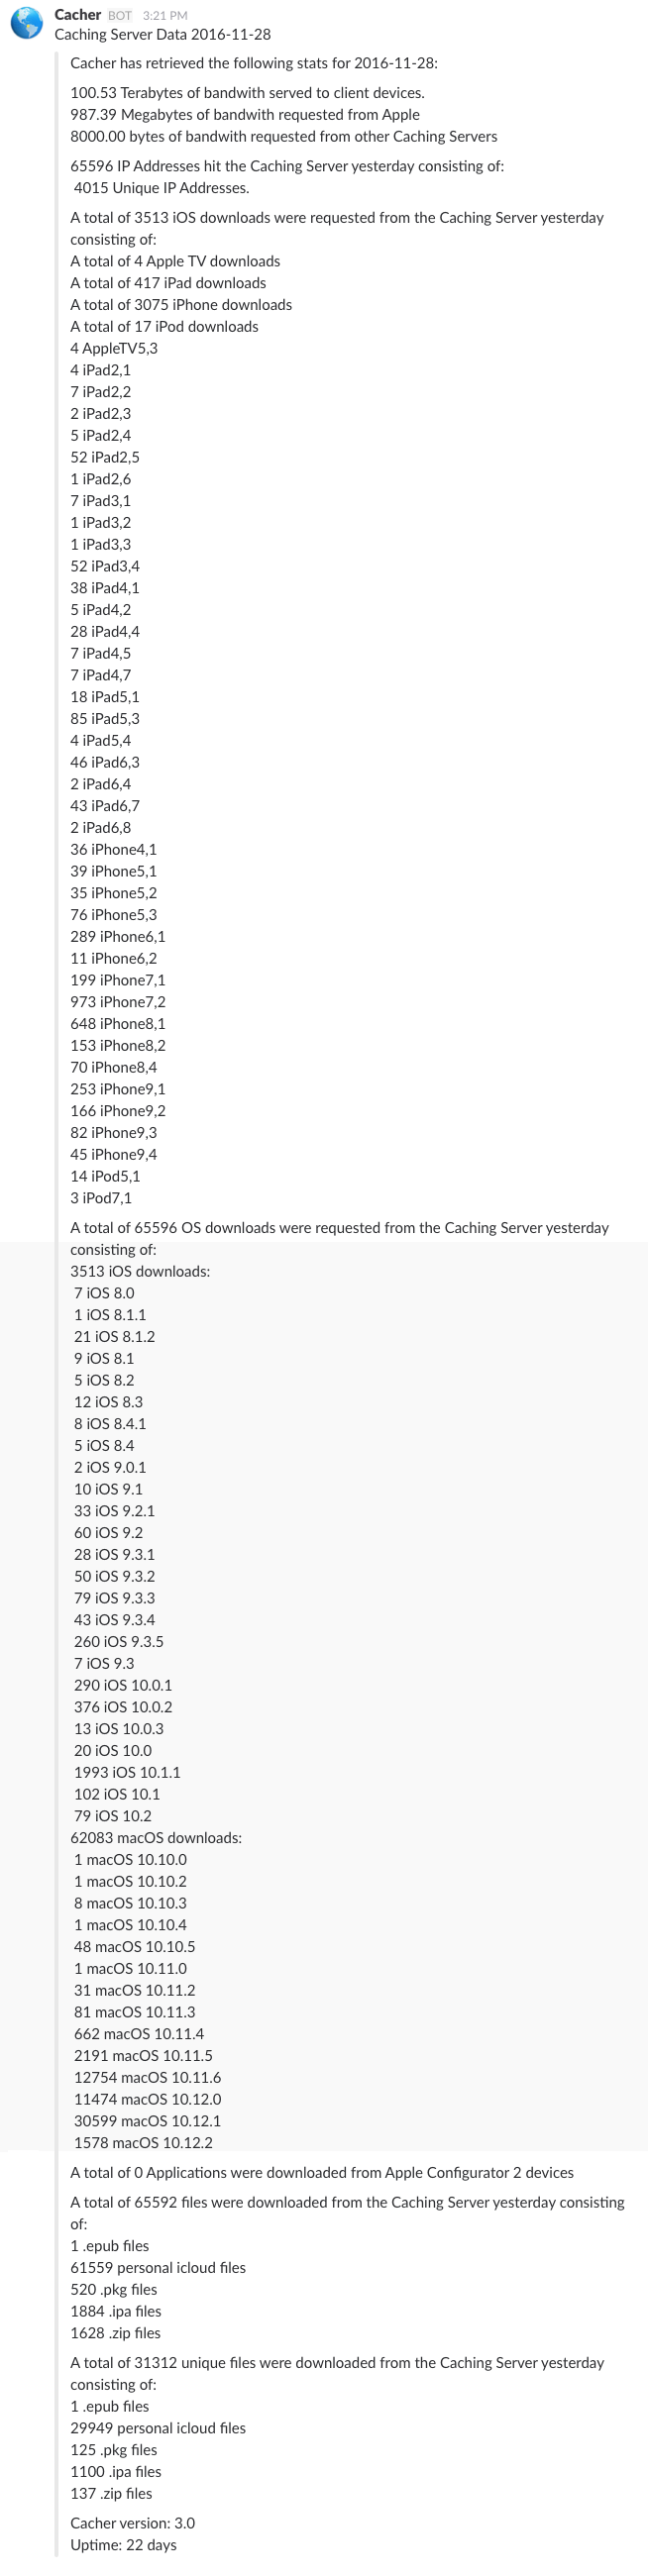 Cacher BOT 3:21 PM
Caching Server Data 2016-11-28
Cacher has retrieved the following stats for 2016-11-28:
100.53 Terabytes of bandwith served to client devices.
987.39 Megabytes of bandwith requested from Apple
8000.00 bytes of bandwith requested from other Caching Servers
65596 IP Addresses hit the Caching Server yesterday consisting of:
4015 Unique IP Addresses.
A total of 3513 iOS downloads were requested from the Caching Server yesterday
consisting of:
A total of 4 Apple TV downloads
A total of 417 iPad downloads
A total of 3075 iPhone downloads
A total of 17 iPod downloads
4 AppleTV5,3
4 iPad2,1
7 iPad2,2
2 iPad2,3
5 iPad2,4
52 iPad2,5
1 iPad2,6
7 iPad3,1
1 iPad3,2
1 iPad3,3
52 iPad3,4
38 iPad4,1
5 iPad4,2
28 iPad4,4
7 iPad4,5
7 iPad4,7
18 iPad5,1
85 iPad5,3
4 iPad5,4
46 iPad6,3
2 iPad6,4
43 iPad6,7
2 iPad6,8
36 iPhone4,1
39 iPhone5,1
35 iPhone5,2
76 iPhone5,3
289 iPhone6,1
11 iPhone6,2
199 iPhone7,1
973 iPhone7,2
648 iPhone8,1
153 iPhone8,2
70 iPhone8,4
253 iPhone9,1
166 iPhone9,2
82 iPhone9,3
45 iPhone9,4
14 iPod5,1
3 iPod7,1
A total of 65596 OS downloads were requested from the Caching Server yesterday
consisting of:
3513 iOS downloads:
7 iOS 8.0
1 iOS 8.1.1
21 iOS 8.1.2
9 iOS 8.1
5 iOS 8.2
12 iOS 8.3
8 iOS 8.4.1
5 iOS 8.4
2 iOS 9.0.1
10 iOS 9.1
33 iOS 9.2.1
60 iOS 9.2
28 iOS 9.3.1
50 iOS 9.3.2
79 iOS 9.3.3
43 iOS 9.3.4
260 iOS 9.3.5
7 iOS 9.3
290 iOS 10.0.1
376 iOS 10.0.2
13 iOS 10.0.3
20 iOS 10.0
1993 iOS 10.1.1
102 iOS 10.1
79 iOS 10.2
62083 macOS downloads:
1 macOS 10.10.0
1 macOS 10.10.2
8 macOS 10.10.3
1 macOS 10.10.4
48 macOS 10.10.5
1 macOS 10.11.0
31 macOS 10.11.2
81 macOS 10.11.3
662 macOS 10.11.4
2191 macOS 10.11.5
12754 macOS 10.11.6
11474 macOS 10.12.0
30599 macOS 10.12.1
1578 macOS 10.12.2
A total of 0 Applications were downloaded from Apple Configurator 2 devices
A total of 65592 files were downloaded from the Caching Server yesterday consisting
of:
1 .epub files
61559 personal icloud files
520 .pkg files
1884 .ipa files
1628 .zip files
A total of 31312 unique files were downloaded from the Caching Server yesterday
consisting of:
1 .epub files
29949 personal icloud files
125 .pkg files
1100 .ipa files
137 .zip files
Cacher version: 3.0
Uptime: 22 days